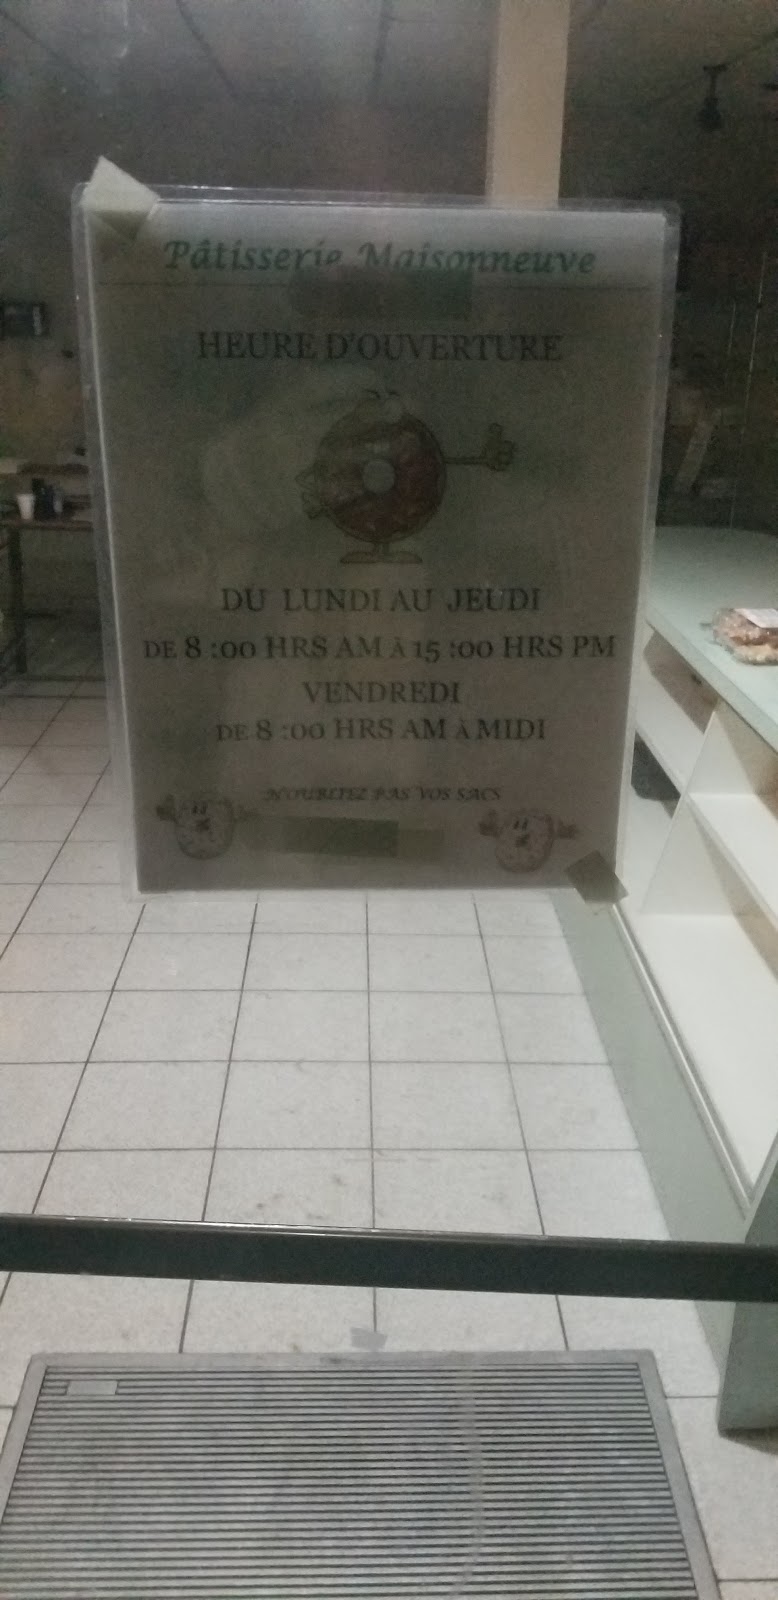 Pâtisserie Maisonneuve
HEURE D'OUVERTURE
DU LUNDI AU JEUDI
DE 8 :00 HRS AM À 15 :00 HRS PM
VENDREDI
DE 8 :00 HRS AM À MIDI
N'OUBLIEZ PAS VOS SACS